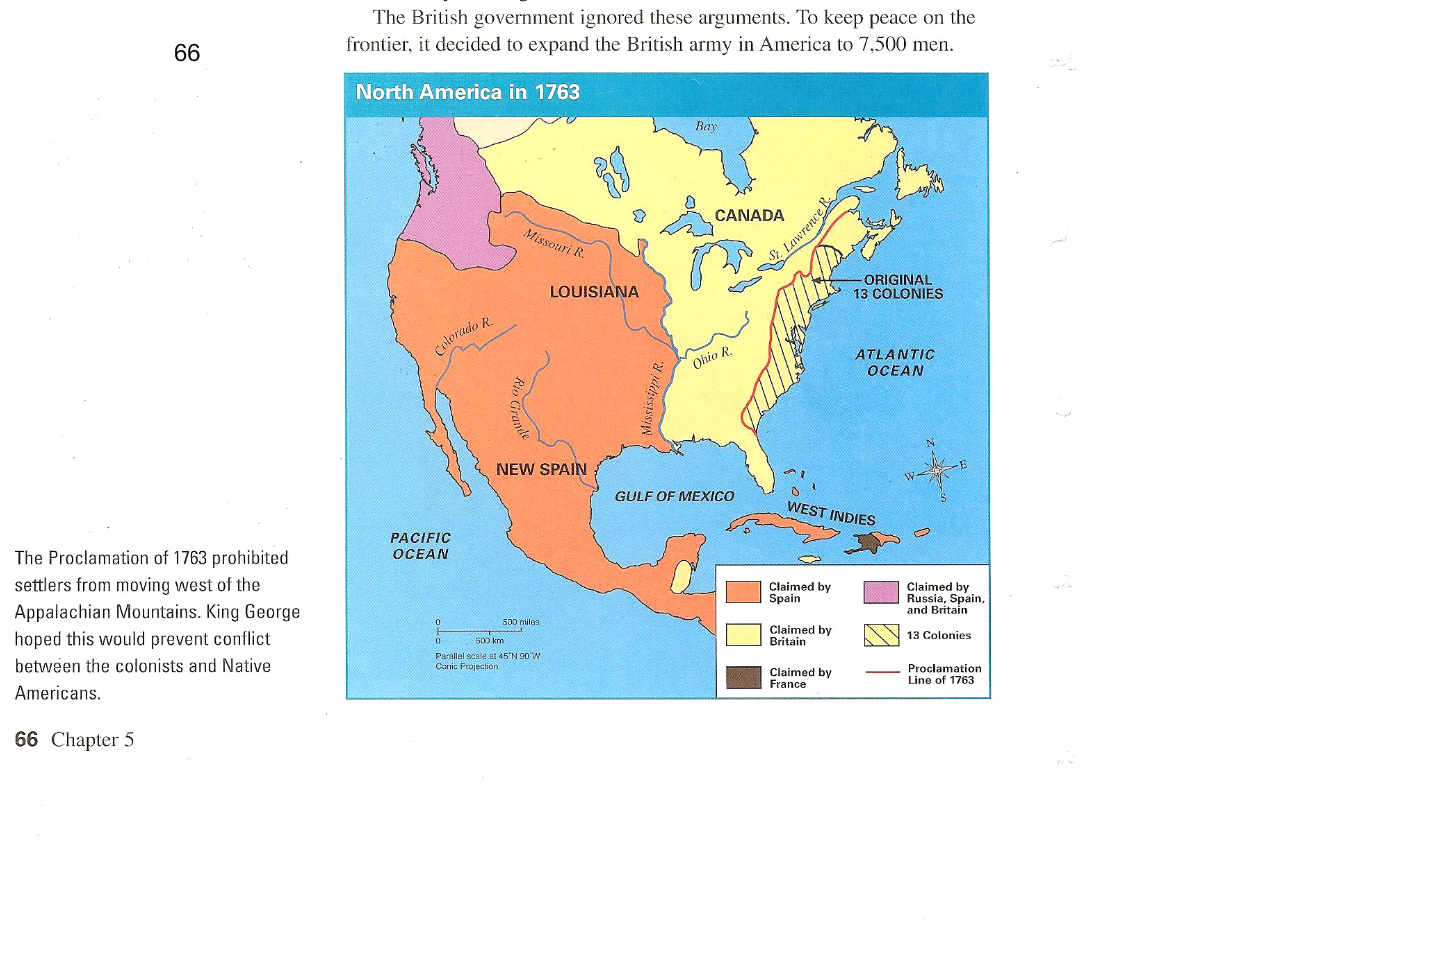 The British government ignored these arguments. To keep peace on the
frontier, it decided to expand the British army in America to 7,500 men.
66
North America in 1763
Bay
CANADA
St. Lawrence R.
Missouri R.
LOUISIANA
ORIGINAL
13 COLONIES
Colorado R.
Ohio R.
ATLANTIC
OCEAN
Rio Grande
Mississippi R.
NEW SPAIN
GULF OF MEXICO
N
W
E
S
WEST INDIES
PACIFIC
OCEAN
0 500 miles
0 500 km
Parallel scale at 45°N 90°W
Conic Projection
Claimed by
Spain
Claimed by
Russia, Spain,
and Britain
Claimed by
Britain
13 Colonies
Claimed by
France
Proclamation
Line of 1763
The Proclamation of 1763 prohibited
settlers from moving west of the
Appalachian Mountains. King George
hoped this would prevent conflict
between the colonists and Native
Americans.
66 Chapter 5